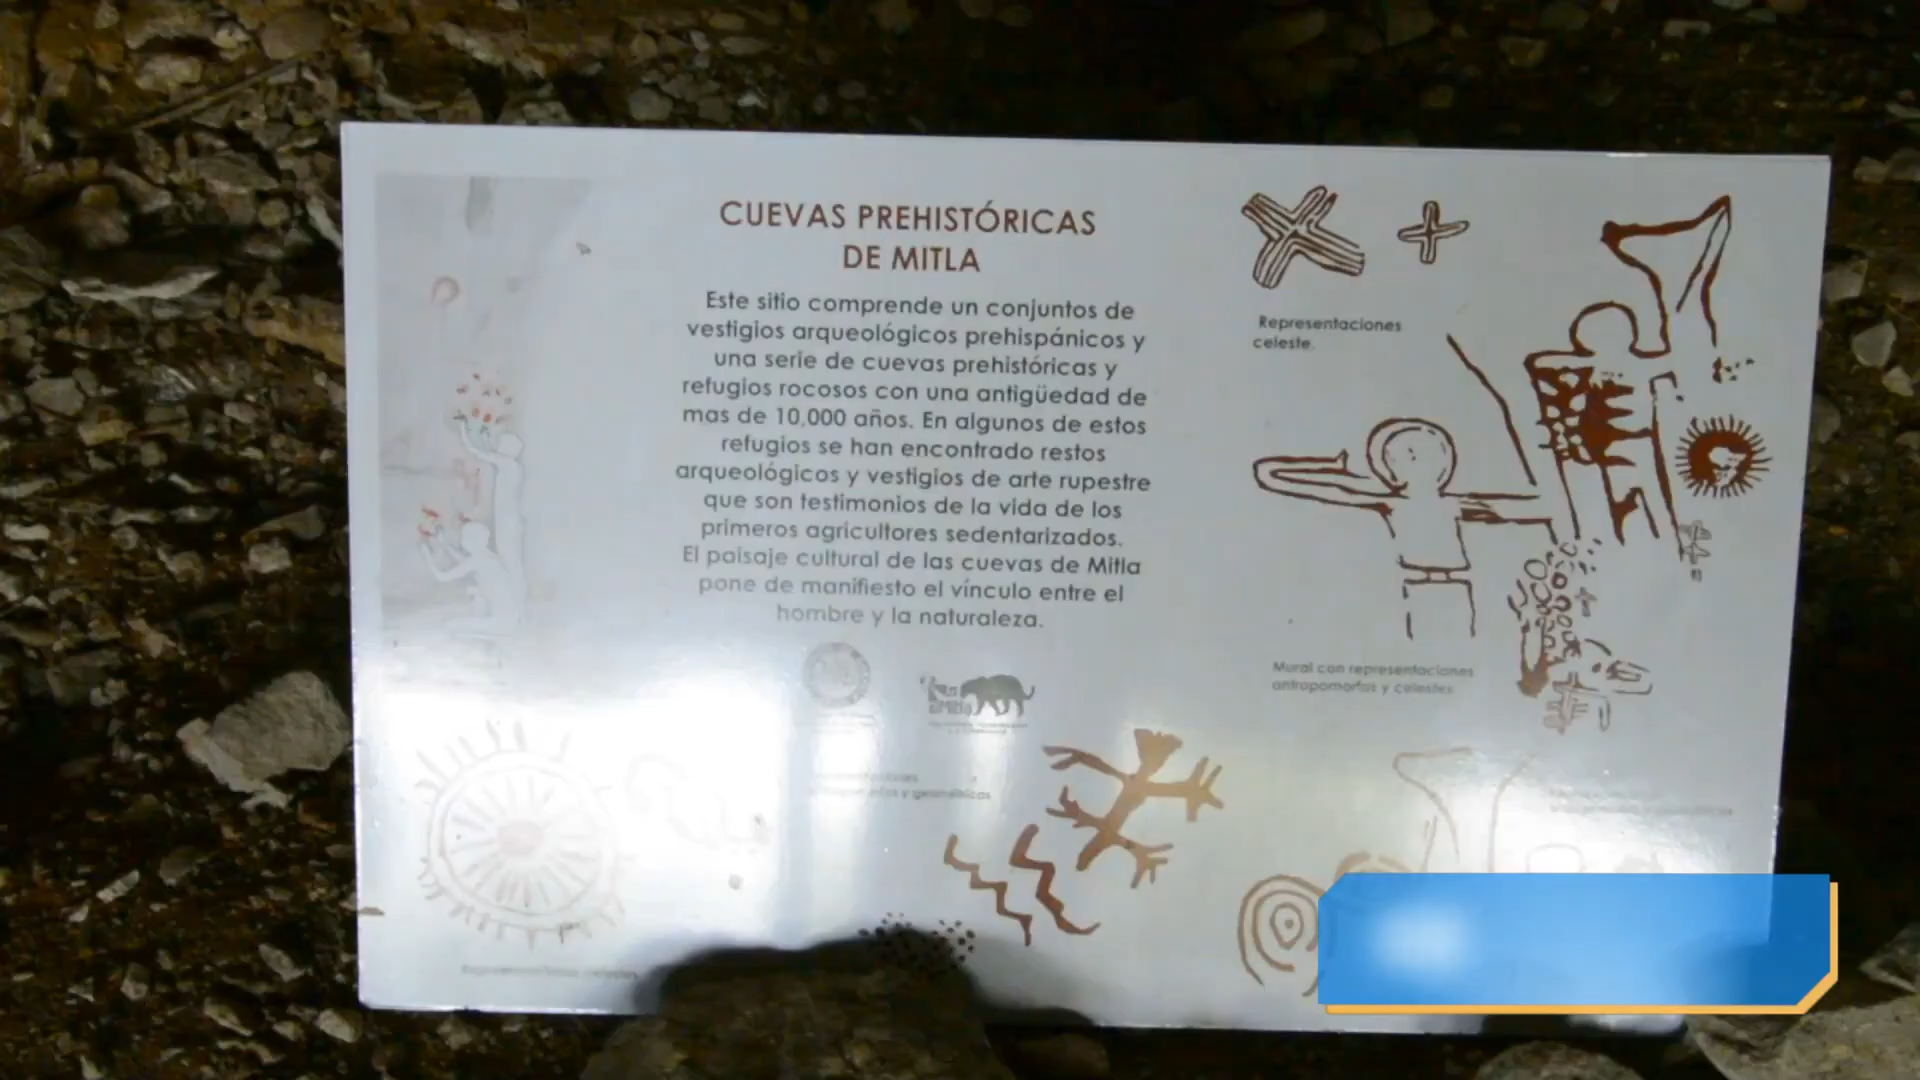 CUEVAS PREHISTÓRICAS
DE MITLA
Este sitio comprende un conjuntos de
vestigios arqueológicos prehispánicos y
una serie de cuevas prehistóricas y
refugios rocosos con una antigüedad de
mas de 10,000 años. En algunos de estos
refugios se han encontrado restos
arqueológicos y vestigios de arte rupestre
que son testimonios de la vida de los
primeros agricultores sedentarizados.
El paisaje cultural de las cuevas de Mitla
pone de manifiesto el vínculo entre el
hombre y la naturaleza.
Representaciones
celeste.
Mural con representaciones
antropomorfas y celestes
y geométricas